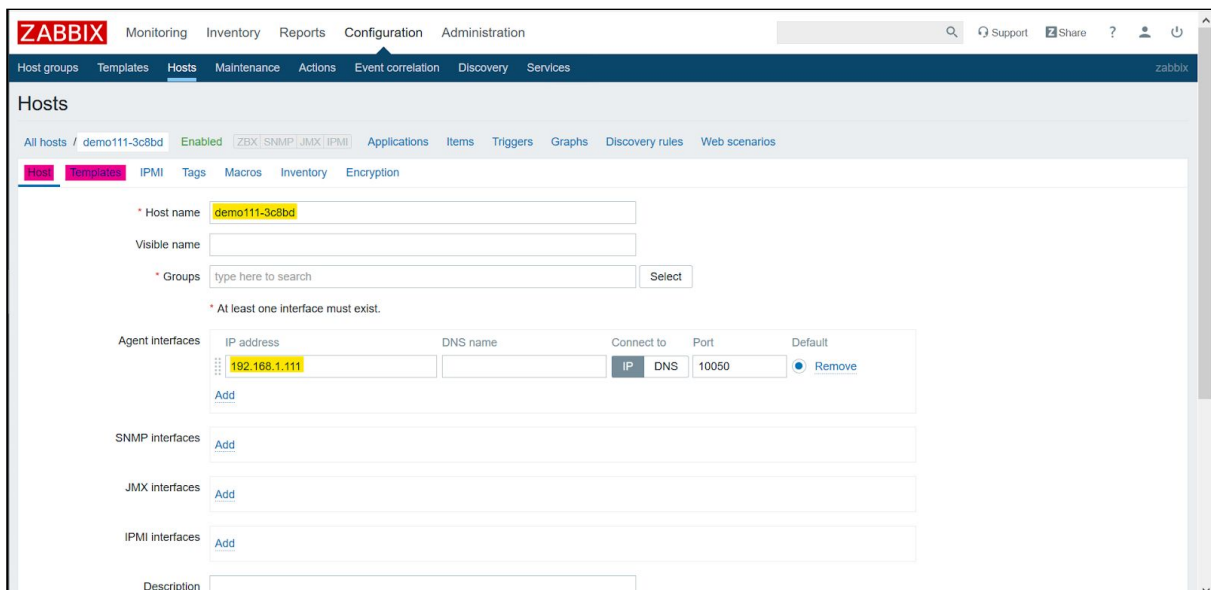 ZABBIX Monitoring Inventory Reports Configuration Administration Support Z Share ?
Host groups Templates Hosts Maintenance Actions Event correlation Discovery Services zabbix
Hosts
All hosts / demo111-3c8bd Enabled ZBX SNMP JMX IPMI Applications Items Triggers Graphs Discovery rules Web scenarios
Host Templates IPMI Tags Macros Inventory Encryption
* Host name demo111-3c8bd
Visible name
* Groups type here to search Select
* At least one interface must exist.
Agent interfaces IP address DNS name Connect to Port Default
192.168.1.111 IP DNS 10050 Remove
Add
SNMP interfaces Add
JMX interfaces Add
IPMI interfaces Add
Description